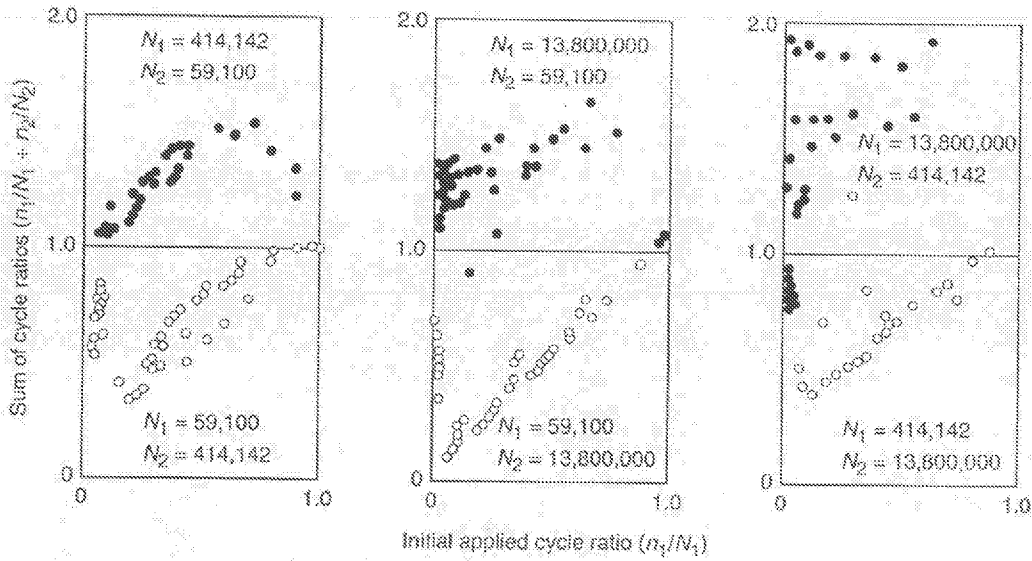 Sum of cycle ratios (n₁/N₁ + n₂/N₂)
2.0
1.0
0
N₁ = 414,142
N₂ = 59,100
N₁ = 59,100
N₂ = 414,142
0
1.0
2.0
1.0
0
N₁ = 13,800,000
N₂ = 59,100
N₁ = 59,100
N₂ = 13,800,000
0
1.0
2.0
1.0
0
N₁ = 13,800,000
N₂ = 414,142
N₁ = 414,142
N₂ = 13,800,000
0
1.0
Initial applied cycle ratio (n₁/N₁)